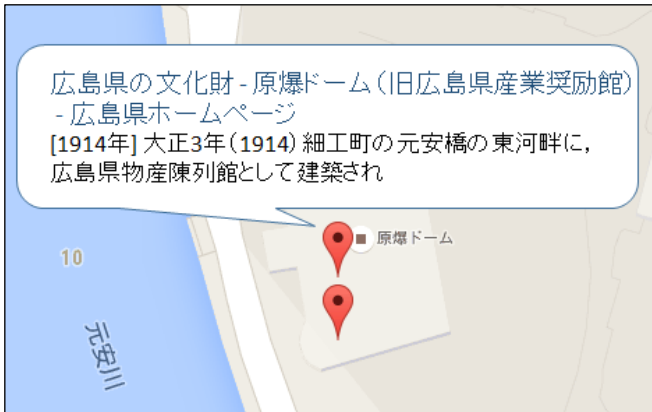 広島県の文化財 - 原爆ドーム（旧広島県産業奨励館）
- 広島県ホームページ
[1914年] 大正3年（1914） 細工町の元安橋の東河畔に，
広島県物産陳列館として建築され
原爆ドーム
10
元安川